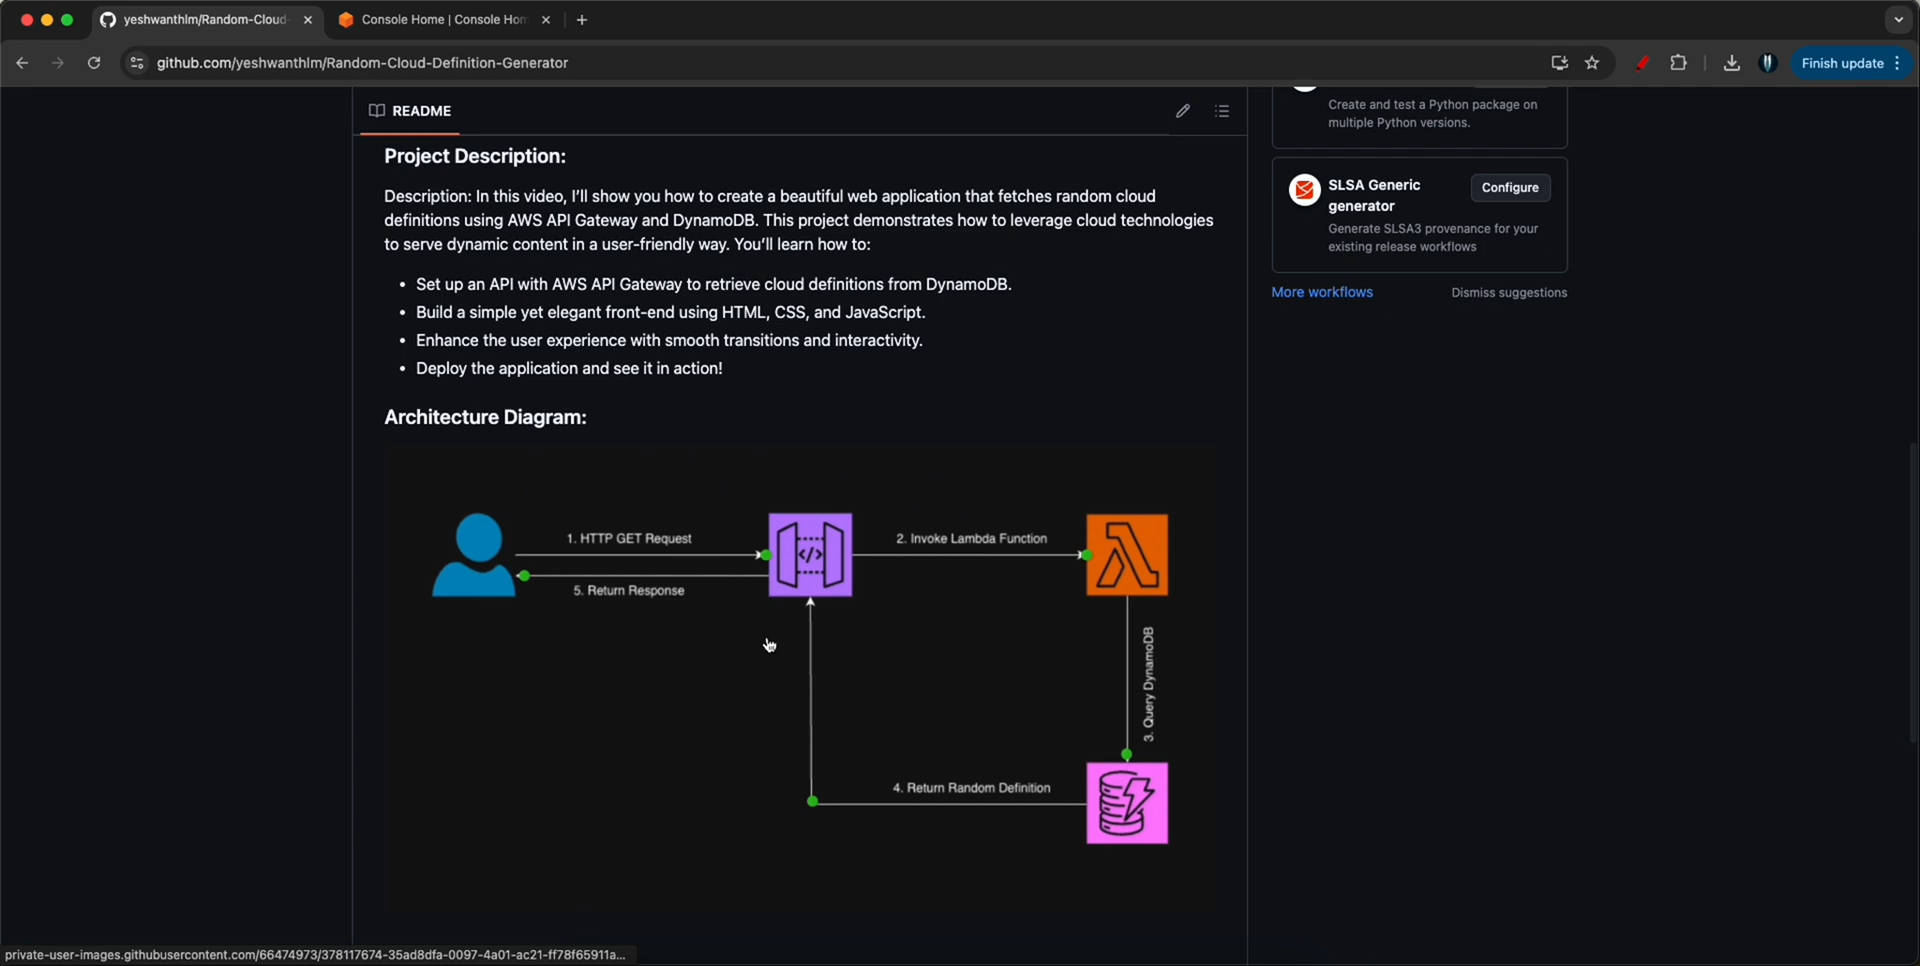 yeshwanthlm/Random-Cloud-
Console Home | Console Hom
github.com/yeshwanthlm/Random-Cloud-Definition-Generator
Finish update
README
Project Description:
Description: In this video, I'll show you how to create a beautiful web application that fetches random cloud
definitions using AWS API Gateway and DynamoDB. This project demonstrates how to leverage cloud technologies
to serve dynamic content in a user-friendly way. You'll learn how to:
• Set up an API with AWS API Gateway to retrieve cloud definitions from DynamoDB.
• Build a simple yet elegant front-end using HTML, CSS, and JavaScript.
• Enhance the user experience with smooth transitions and interactivity.
• Deploy the application and see it in action!
Architecture Diagram:
1. HTTP GET Request
2. Invoke Lambda Function
5. Return Response
3. Query DynamoDB
4. Return Random Definition
Create and test a Python package on
multiple Python versions.
SLSA Generic
generator
Configure
Generate SLSA3 provenance for your
existing release workflows
More workflows
Dismiss suggestions
private-user-images.githubusercontent.com/66474973/378117674-35ad8dfa-0097-4a01-ac21-ff78f65911a...